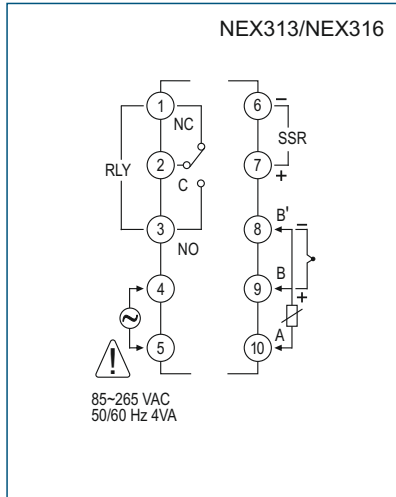 NEX313/NEX316
1
NC
6
−
SSR
RLY
2
C
7
+
3
NO
8
B'
−
4
9
B
+
5
10
A
85~265 VAC
50/60 Hz 4VA